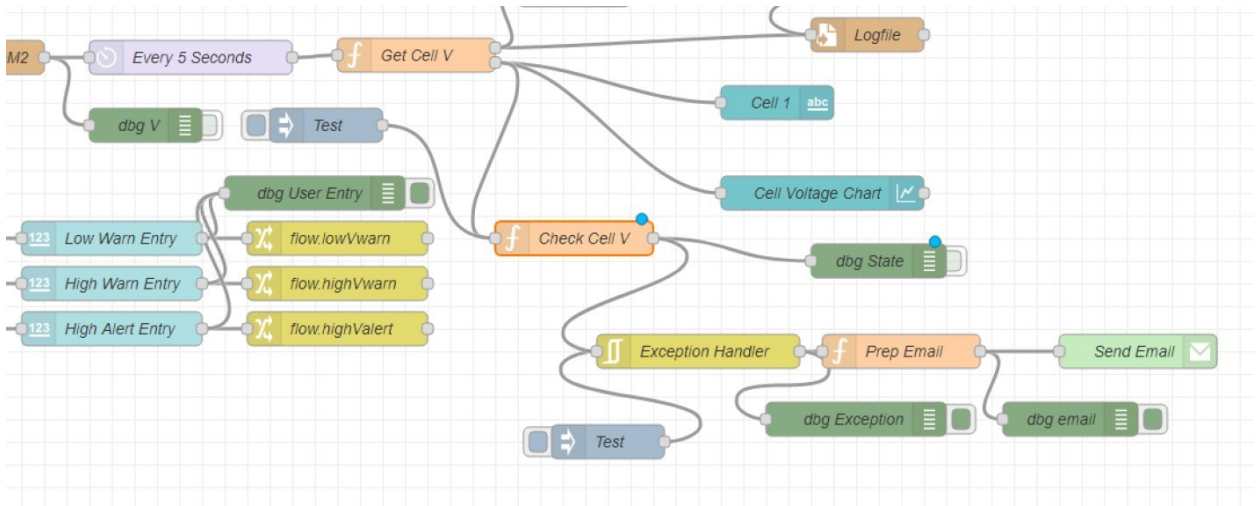 Logfile
M2
Every 5 Seconds
Get Cell V
Cell 1
abc
dbg V
Test
dbg User Entry
Cell Voltage Chart
123
Low Warn Entry
flow.lowVwarn
Check Cell V
dbg State
123
High Warn Entry
flow.highVwarn
123
High Alert Entry
flow.highValert
Exception Handler
Prep Email
Send Email
dbg Exception
dbg email
Test